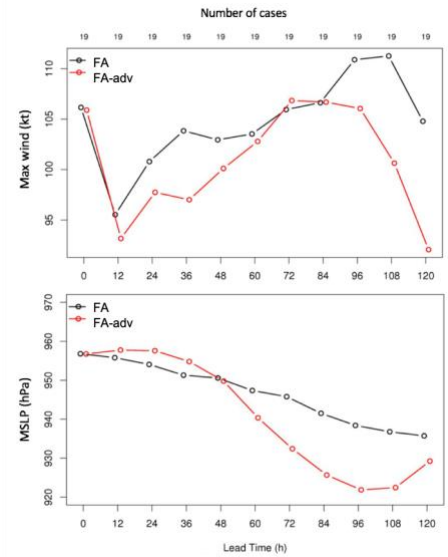 Number of cases
19 19 19 19 19 19 19 19 19 19 19
FA
FA-adv
Max wind (kt)
110
105
100
95
0 12 24 36 48 60 72 84 96 108 120
FA
FA-adv
MSLP (hPa)
970
960
950
940
930
920
0 12 24 36 48 60 72 84 96 108 120
Lead Time (h)